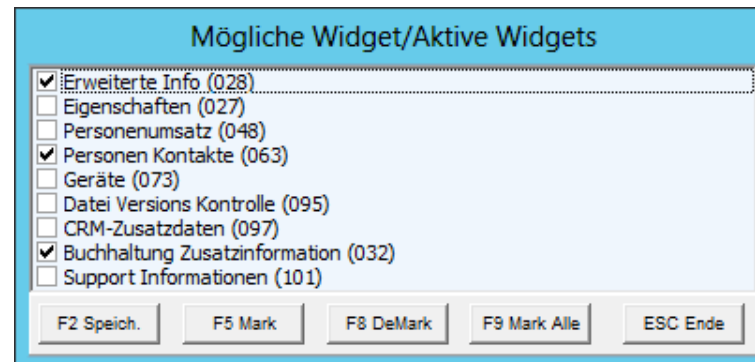 Mögliche Widget/Aktive Widgets
Erweiterte Info (028)
Eigenschaften (027)
Personenumsatz (048)
Personen Kontakte (063)
Geräte (073)
Datei Versions Kontrolle (095)
CRM-Zusatzdaten (097)
Buchhaltung Zusatzinformation (032)
Support Informationen (101)
F2 Speich. F5 Mark F8 DeMark F9 Mark Alle ESC Ende